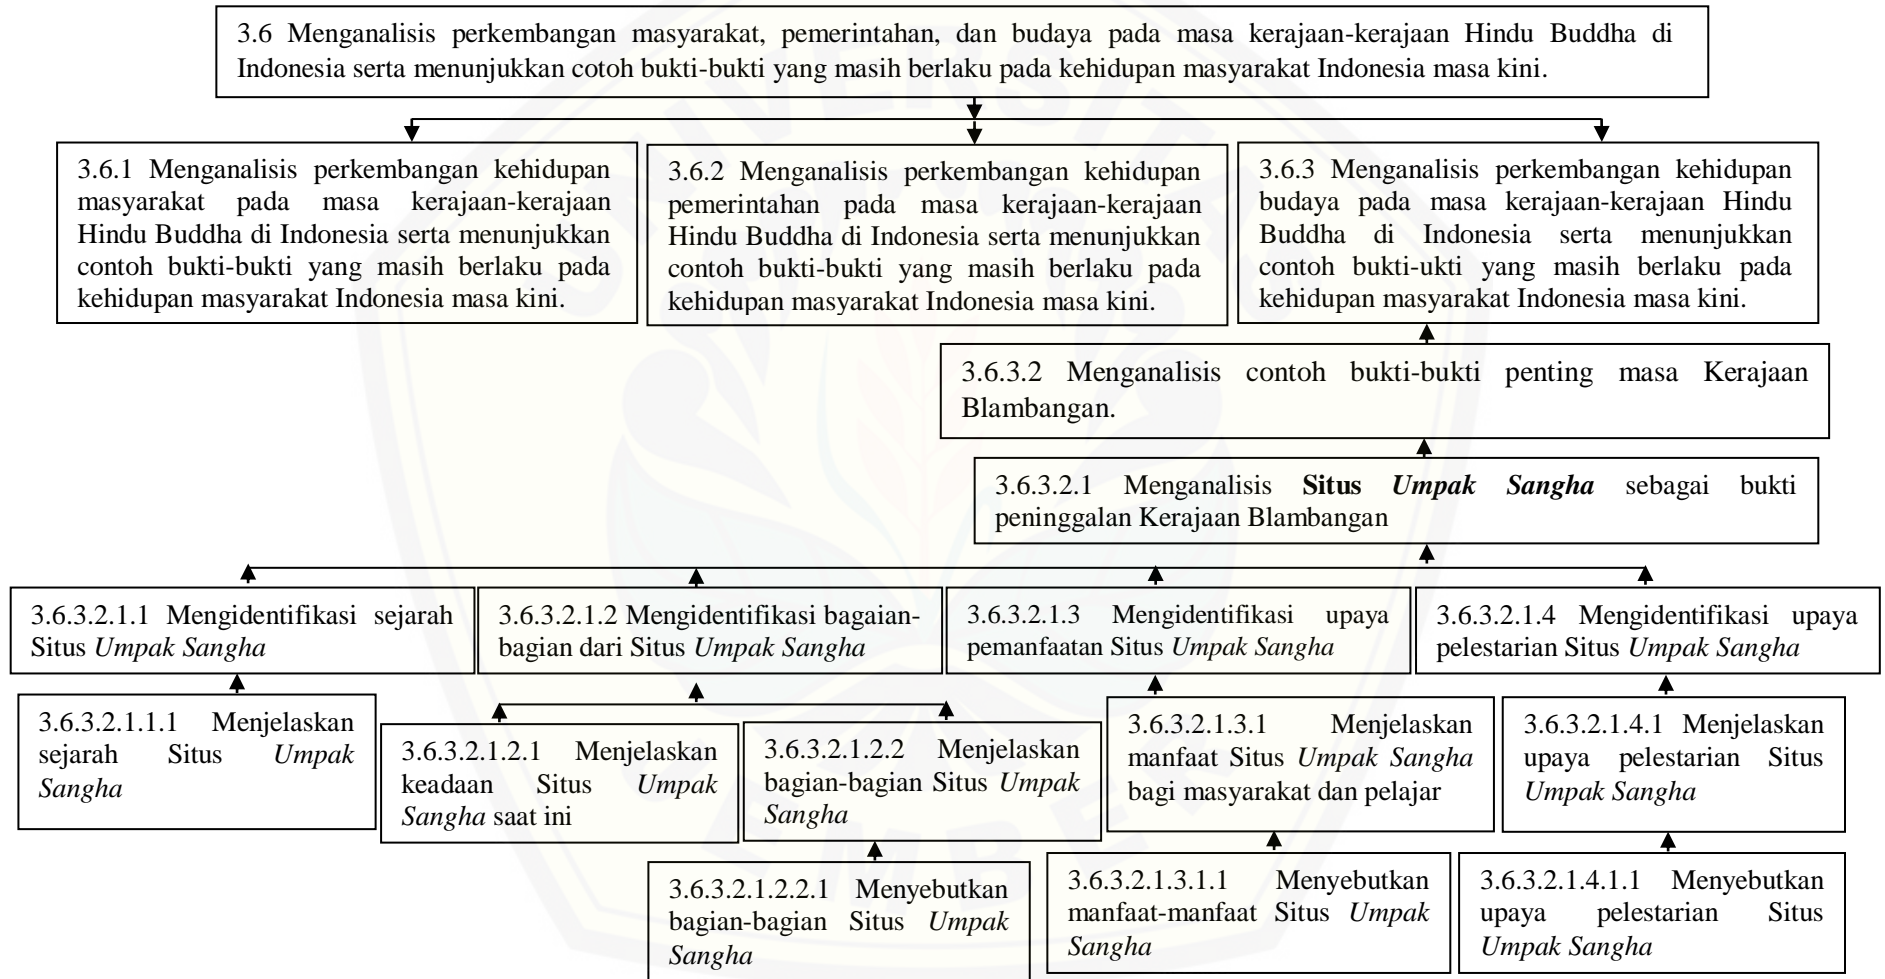 3.6 Menganalisis perkembangan masyarakat, pemerintahan, dan budaya pada masa kerajaan-kerajaan Hindu Buddha di
Indonesia serta menunjukkan cotoh bukti-bukti yang masih berlaku pada kehidupan masyarakat Indonesia masa kini.
3.6.1 Menganalisis perkembangan kehidupan
masyarakat pada masa kerajaan-kerajaan
Hindu Buddha di Indonesia serta menunjukkan
contoh bukti-bukti yang masih berlaku pada
kehidupan masyarakat Indonesia masa kini.
3.6.2 Menganalisis perkembangan kehidupan
pemerintahan pada masa kerajaan-kerajaan
Hindu Buddha di Indonesia serta menunjukkan
contoh bukti-bukti yang masih berlaku pada
kehidupan masyarakat Indonesia masa kini.
3.6.3 Menganalisis perkembangan kehidupan
budaya pada masa kerajaan-kerajaan Hindu
Buddha di Indonesia serta menunjukkan
contoh bukti-ukti yang masih berlaku pada
kehidupan masyarakat Indonesia masa kini.
3.6.3.2 Menganalisis contoh bukti-bukti penting masa Kerajaan
Blambangan.
3.6.3.2.1 Menganalisis Situs Umpak Sangha sebagai bukti
peninggalan Kerajaan Blambangan
3.6.3.2.1.1 Mengidentifikasi sejarah
Situs Umpak Sangha
3.6.3.2.1.2 Mengidentifikasi bagaian-
bagian dari Situs Umpak Sangha
3.6.3.2.1.3 Mengidentifikasi upaya
pemanfaatan Situs Umpak Sangha
3.6.3.2.1.4 Mengidentifikasi upaya
pelestarian Situs Umpak Sangha
3.6.3.2.1.1.1 Menjelaskan
sejarah Situs Umpak
Sangha
3.6.3.2.1.2.1 Menjelaskan
keadaan Situs Umpak
Sangha saat ini
3.6.3.2.1.2.2 Menjelaskan
bagian-bagian Situs Umpak
Sangha
3.6.3.2.1.3.1 Menjelaskan
manfaat Situs Umpak Sangha
bagi masyarakat dan pelajar
3.6.3.2.1.4.1 Menjelaskan
upaya pelestarian Situs
Umpak Sangha
3.6.3.2.1.2.2.1 Menyebutkan
bagian-bagian Situs Umpak
Sangha
3.6.3.2.1.3.1.1 Menyebutkan
manfaat-manfaat Situs Umpak
Sangha
3.6.3.2.1.4.1.1 Menyebutkan
upaya pelestarian Situs
Umpak Sangha